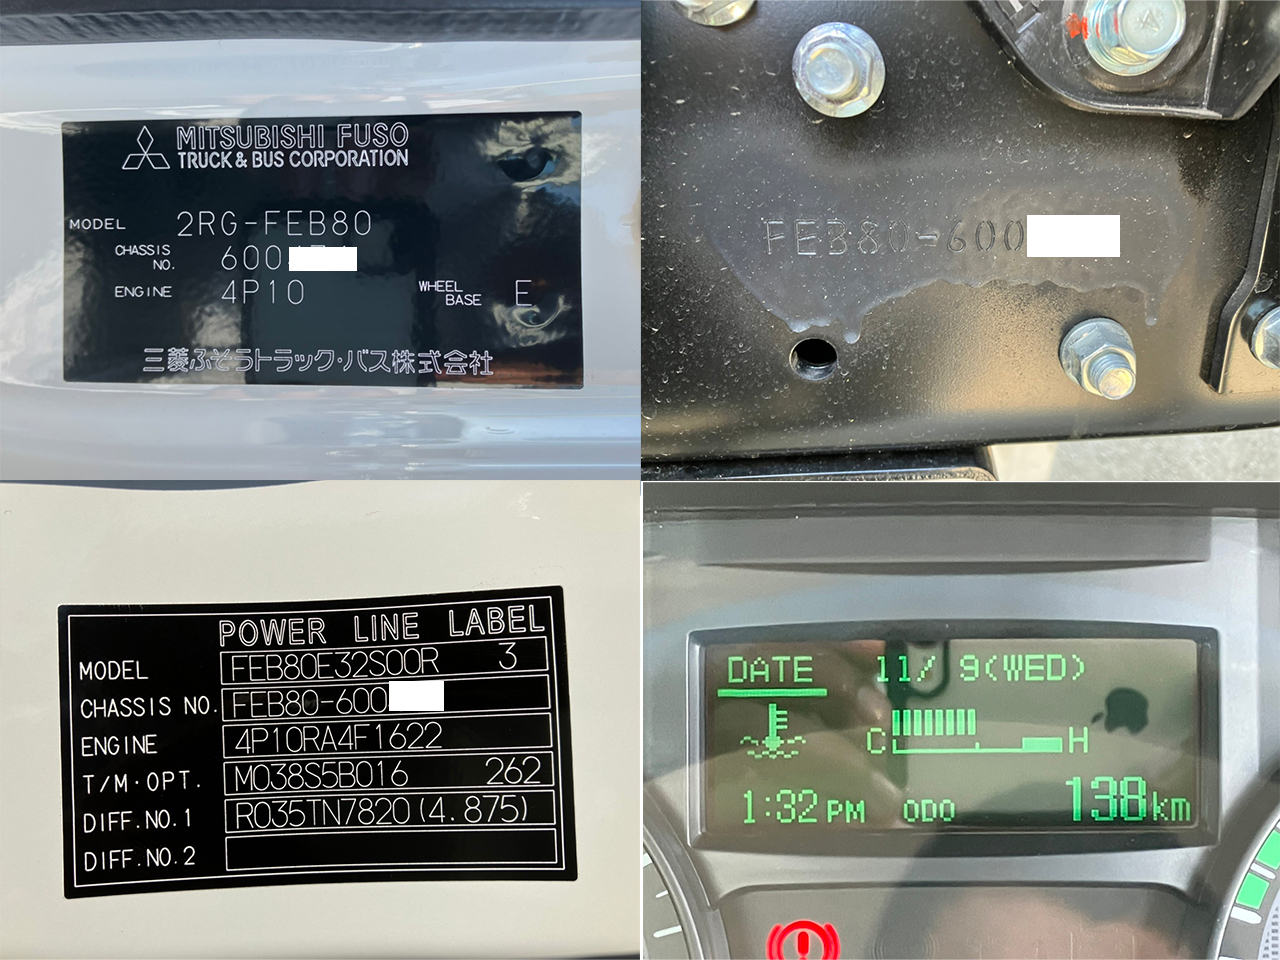 MITSUBISHI FUSO
TRUCK & BUS CORPORATION
MODEL 2RG-FEB80
CHASSIS NO. 600
ENGINE 4P10 WHEEL BASE E
三菱ふそうトラック・バス株式会社
FEB80-600
POWER LINE LABEL
MODEL FEB80E32S00R 3
CHASSIS NO. FEB80-600
ENGINE 4P10RA4F1622
T/M・OPT. M038S5B016 262
DIFF.NO.1 R035TN7820(4.875)
DIFF.NO.2
DATE 11/ 9(WED)
C H
1:32 PM ODO 138km